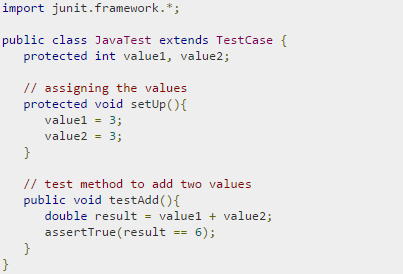 import junit.framework.*;
public class JavaTest extends TestCase {
protected int value1, value2;
// assigning the values
protected void setUp(){
value1 = 3;
value2 = 3;
}
// test method to add two values
public void testAdd(){
double result = value1 + value2;
assertTrue(result == 6);
}
}